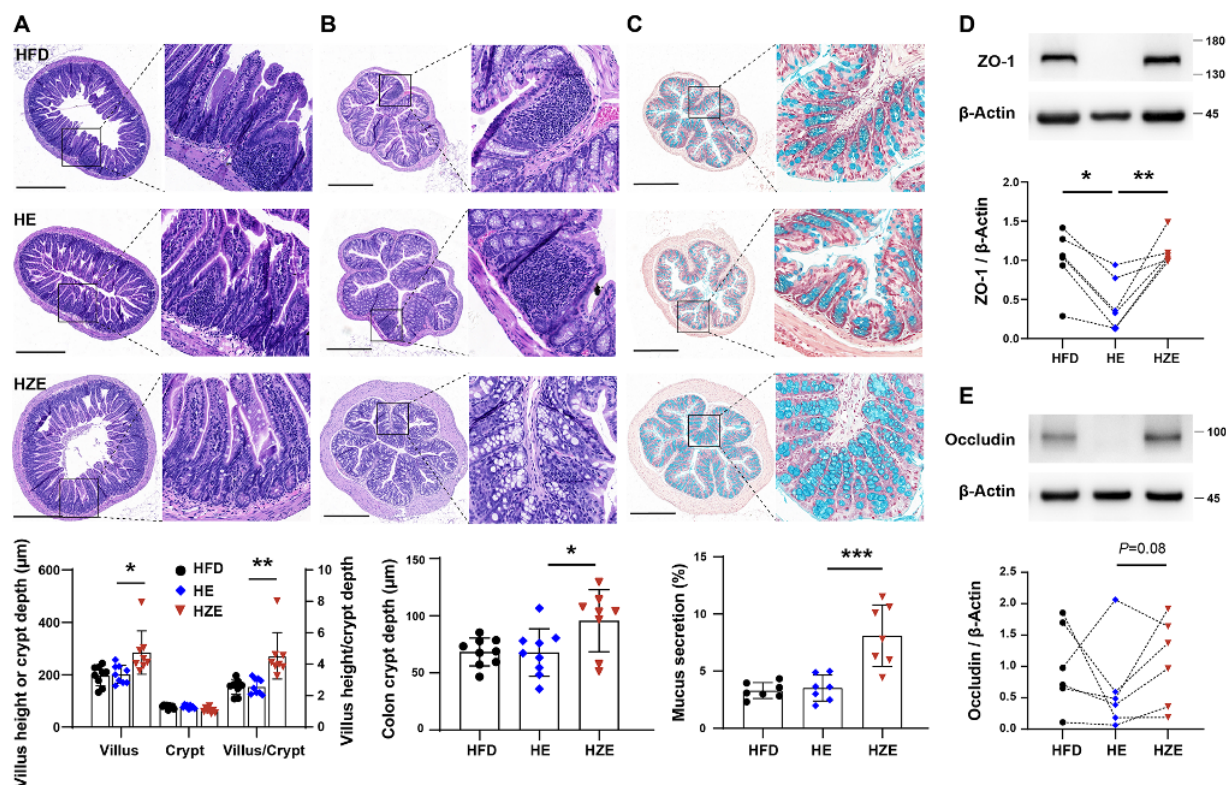 A
B
C
D
HFD
HE
HZE
ZO-1
180
130
β-Actin
45
* **
ZO-1 / β-Actin
2.0
1.5
1.0
0.5
0.0
HFD HE HZE
E
Occludin
100
β-Actin
45
Villus height or crypt depth (μm)
600
400
200
0
*
**
HFD
HE
HZE
10
8
6
4
2
0
Villus height/crypt depth
Villus Crypt Villus/Crypt
Colon crypt depth (μm)
150
100
50
0
*
HFD HE HZE
Mucus secretion (%)
15
10
5
0
***
HFD HE HZE
P=0.08
Occludin / β-Actin
2.5
2.0
1.5
1.0
0.5
0.0
HFD HE HZE